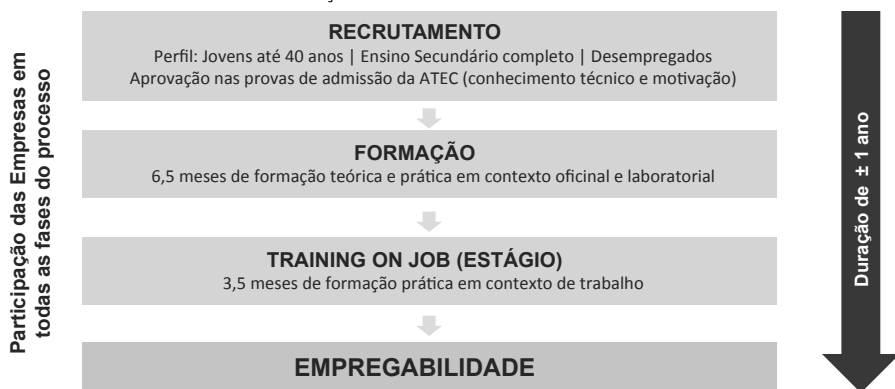 RECRUTAMENTO
Perfil: Jovens até 40 anos | Ensino Secundário completo | Desempregados
Aprovação nas provas de admissão da ATEC (conhecimento técnico e motivação)
FORMAÇÃO
6,5 meses de formação teórica e prática em contexto oficinal e laboratorial
TRAINING ON JOB (ESTÁGIO)
3,5 meses de formação prática em contexto de trabalho
EMPREGABILIDADE
Participação das Empresas em
todas as fases do processo
Duração de ± 1 ano